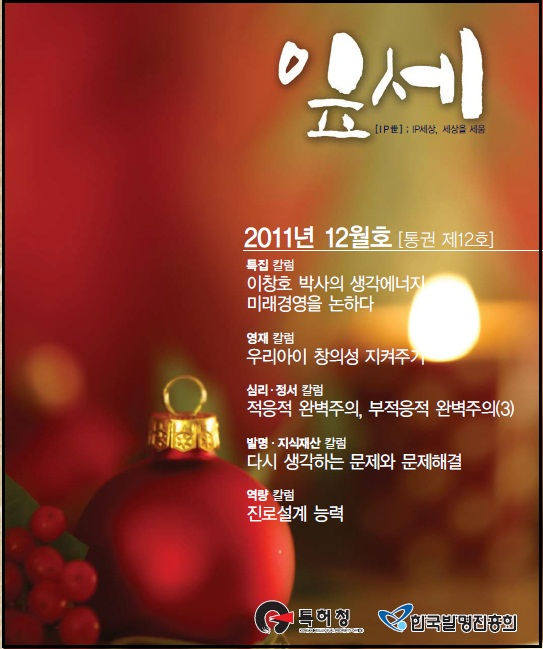 잎세
[IP世] : IP세상, 세상을 세움
2011년 12월호 [통권 제12호]
특집 칼럼
이창호 박사의 생각에너지
미래경영을 논하다
영재 칼럼
우리아이 창의성 지켜주기
심리·정서 칼럼
적응적 완벽주의, 부적응적 완벽주의(3)
발명·지식재산 칼럼
다시 생각하는 문제와 문제해결
역량 칼럼
진로설계 능력
특허청
한국발명진흥회